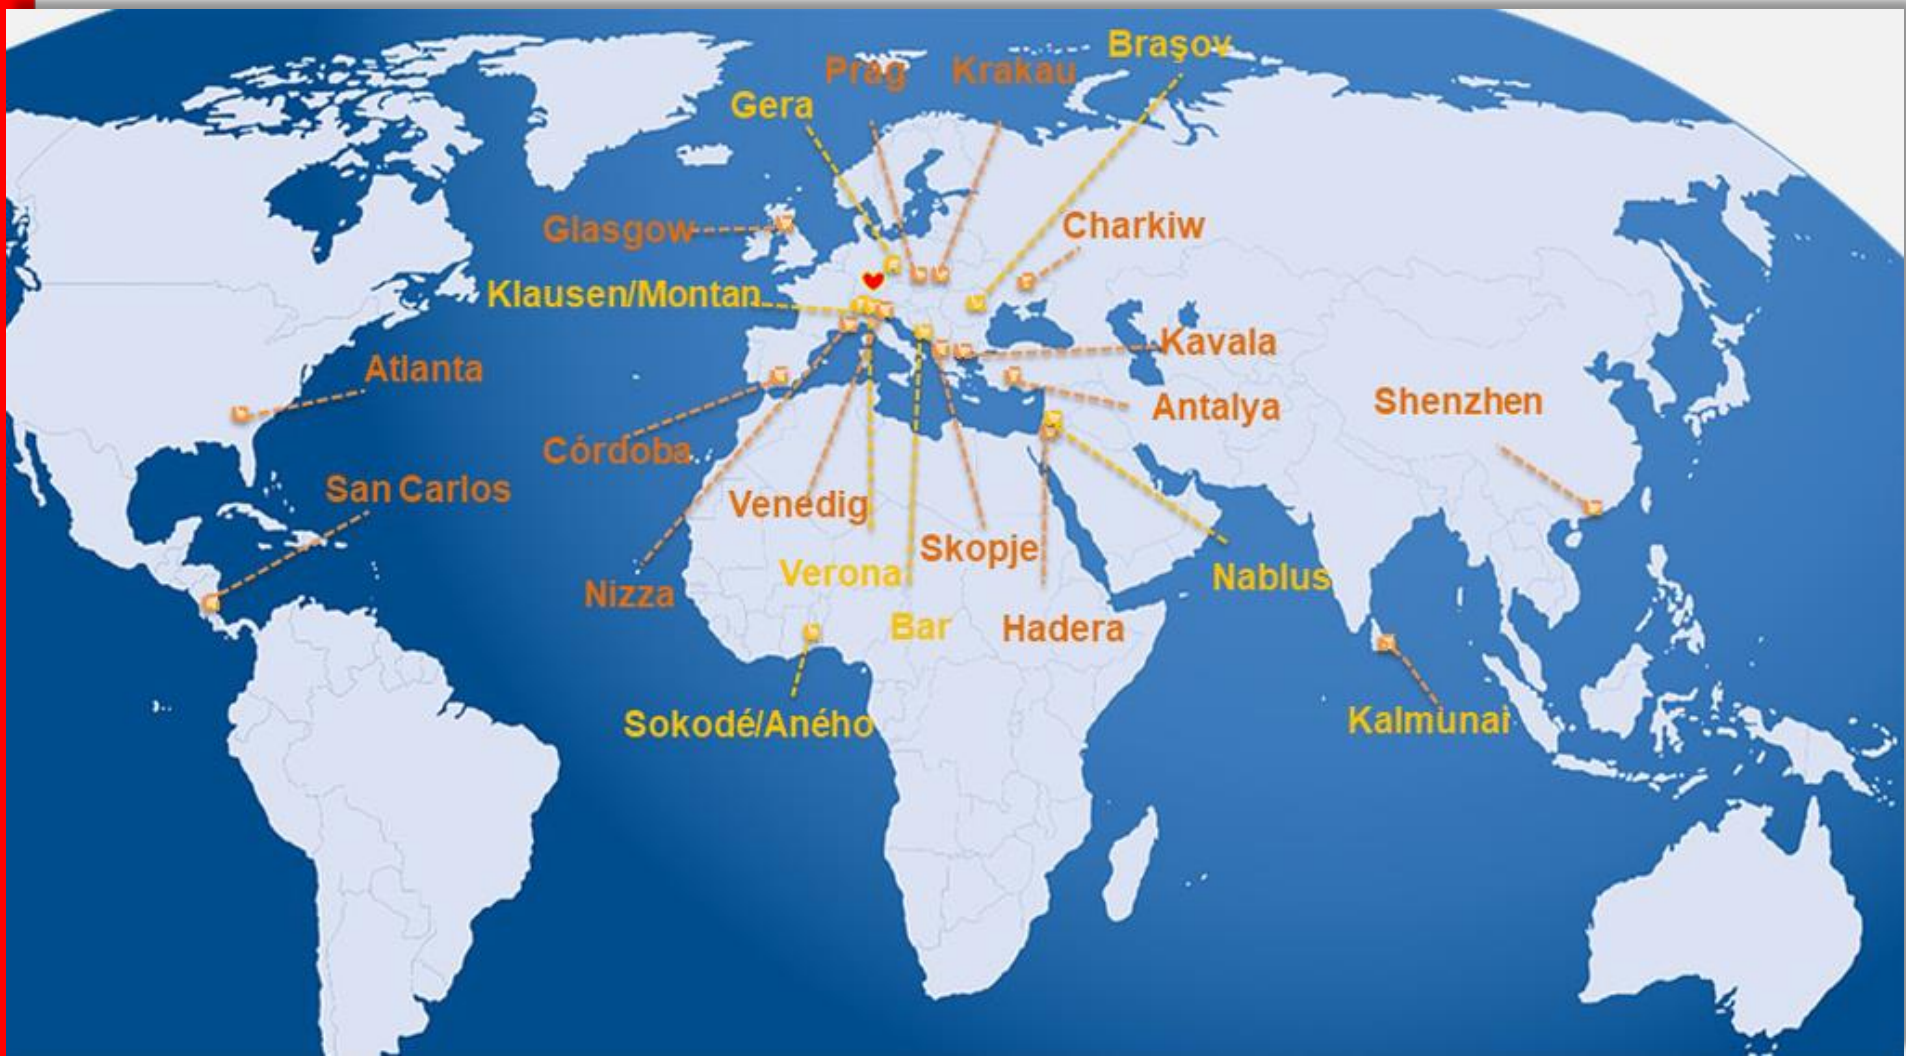 Braşov
Prag
Krakau
Gera
Glasgow
Charkiw
Klausen/Montan
Kavala
Atlanta
Antalya
Shenzhen
Córdoba
San Carlos
Venedig
Skopje
Verona
Nablus
Nizza
Bar
Hadera
Sokodé/Aného
Kalmunai